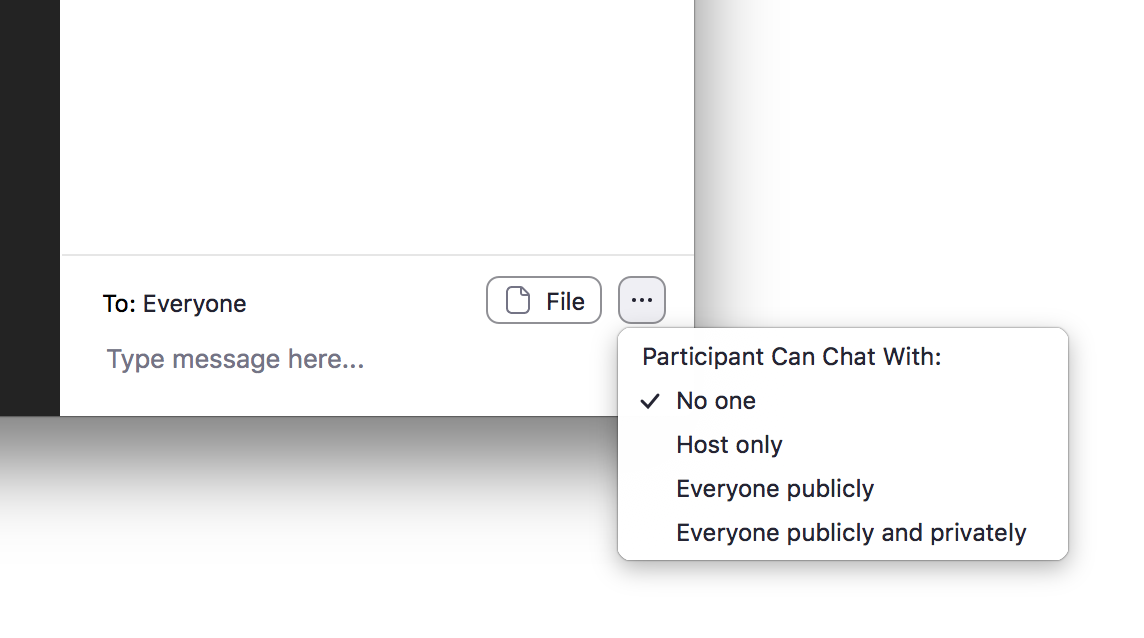 To: Everyone
File
Type message here...
Participant Can Chat With:
No one
Host only
Everyone publicly
Everyone publicly and privately